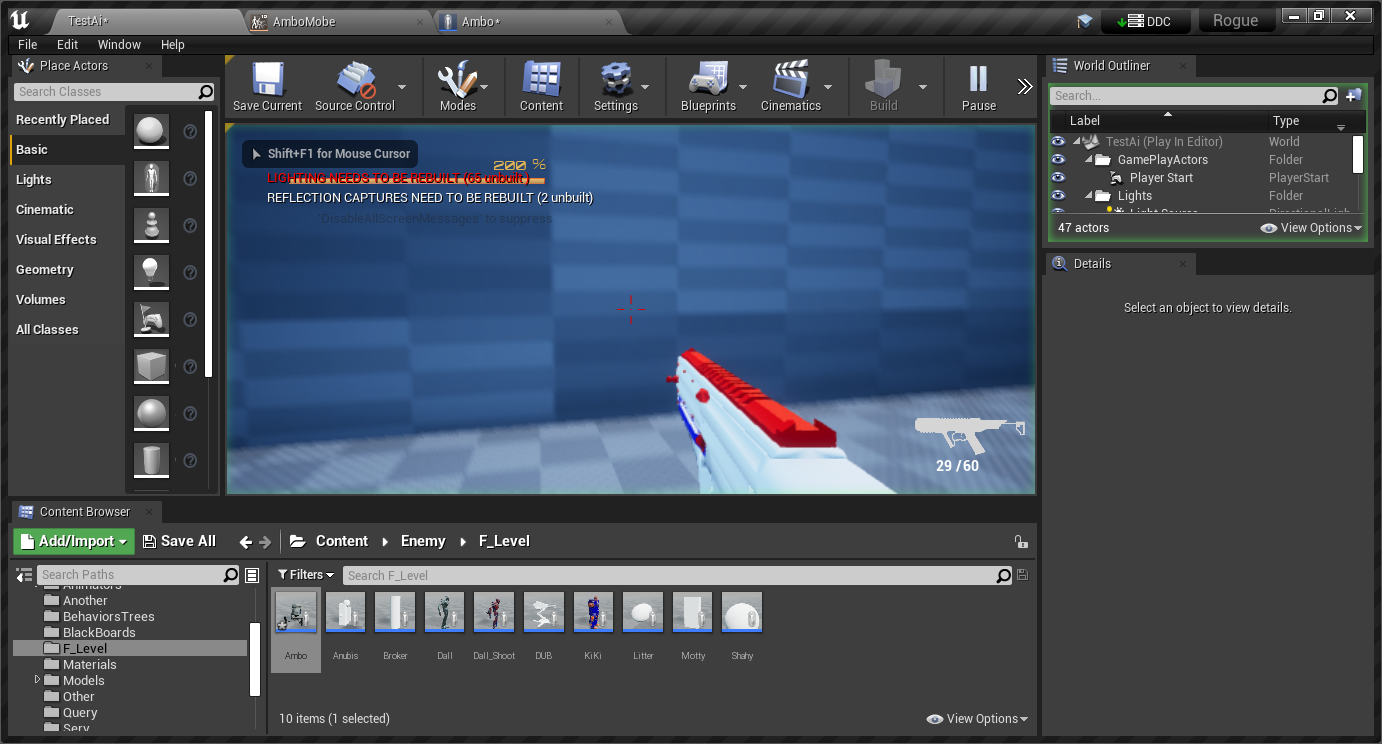 TestAi*
AmboMobe
Ambo*
DDC
Rogue
File Edit Window Help
Place Actors
Search Classes
Recently Placed
Basic
Lights
Cinematic
Visual Effects
Geometry
Volumes
All Classes
Save Current
Source Control
Modes
Content
Settings
Blueprints
Cinematics
Build
Pause
Shift+F1 for Mouse Cursor
200 %
LIGHTING NEEDS TO BE REBUILT (65 unbuilt)
REFLECTION CAPTURES NEED TO BE REBUILT (2 unbuilt)
'DisableAllScreenMessages' to suppress
29 / 60
World Outliner
Search...
Label Type
TestAi (Play In Editor) World
GamePlayActors Folder
Player Start PlayerStart
Lights Folder
Light Source DirectionalLigh
47 actors
View Options
Details
Select an object to view details.
Content Browser
Add/Import
Save All
Content
Enemy
F_Level
Search Paths
Animators
Another
BehaviorsTrees
BlackBoards
F_Level
Materials
Models
Other
Query
Serv
Filters
Search F_Level
Ambo
Anubis
Broker
Dall
Dall_Shoot
DUB
KiKi
Litter
Motty
Shahy
10 items (1 selected)
View Options